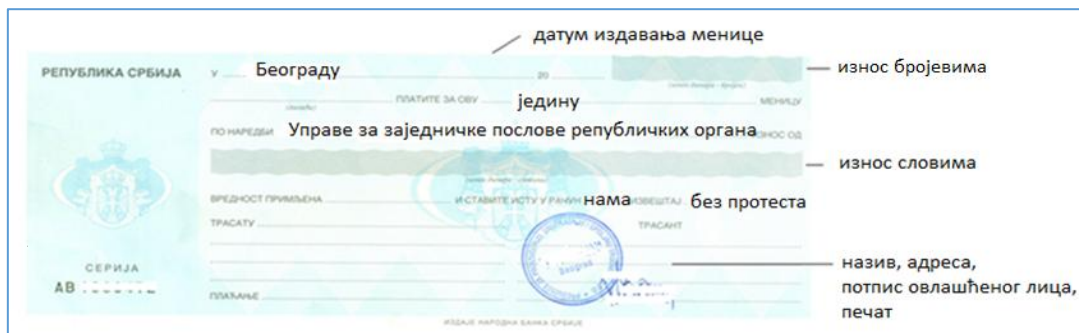 датум издавања менице
РЕПУБЛИКА СРБИЈА У Београду 20 износ бројевима
ПЛАТИТЕ ЗА ОВУ једину МЕНИЦУ
ПО НАРЕДБИ Управе за заједничке послове републичких органа ИЗНОС ОД
износ словима
ВРЕДНОСТ ПРИМЉЕНА И СТАВИТЕ ИСТУ У РАЧУН нама ИЗВЕШТАЈ без протеста
ТРАСАТУ ТРАСАНТ
СЕРИЈА
АВ
назив, адреса,
потпис овлашћеног лица,
печат
ПЛАЋАЊЕ
ИЗДАЈЕ НАРОДНА БАНКА СРБИЈЕ